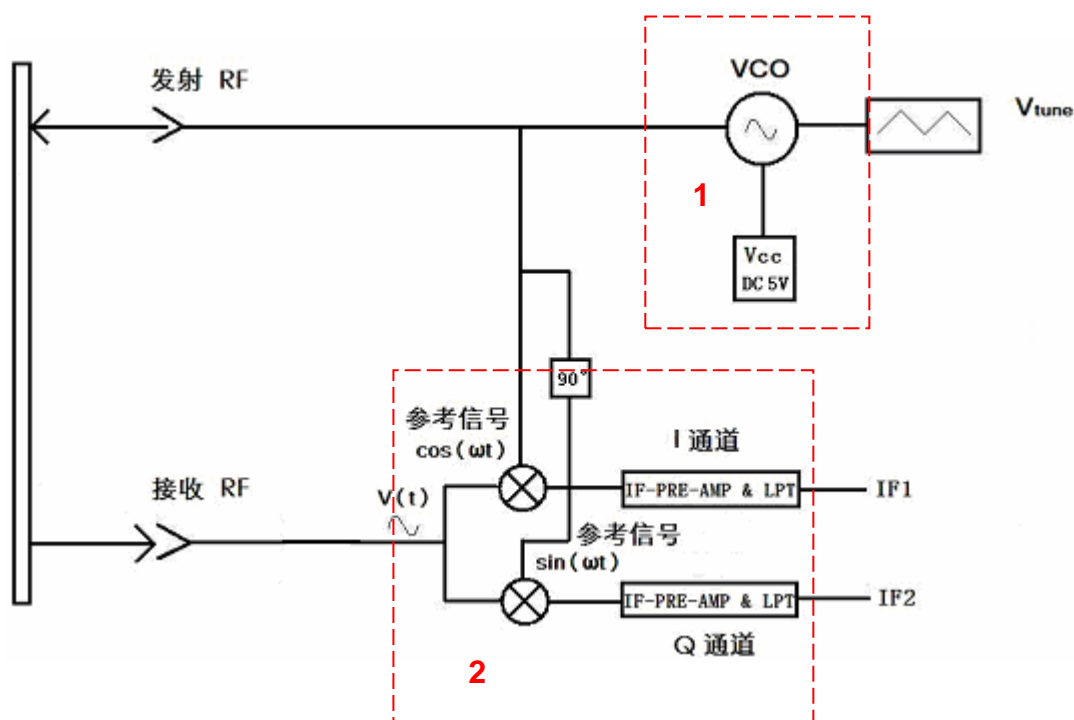 发射 RF
VCO
Vtune
1
Vcc
DC 5V
90°
参考信号
cos(ωt)
I 通道
接收 RF
V(t)
IF-PRE-AMP & LPT
IF1
参考信号
sin(ωt)
IF-PRE-AMP & LPT
IF2
Q 通道
2